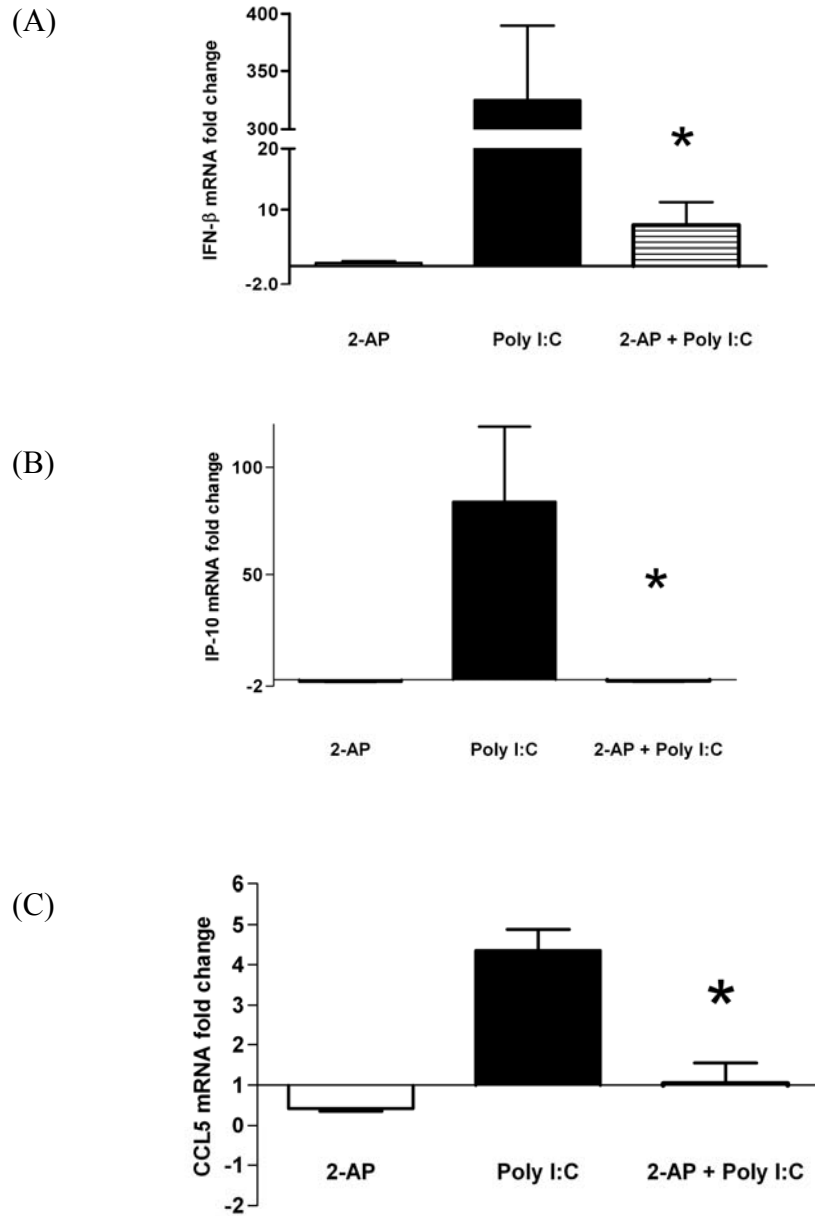 (A)
IFN-β mRNA fold change
400
350
300
20
10
-2.0
*
2-AP Poly I:C 2-AP + Poly I:C
(B)
IP-10 mRNA fold change
100
50
-2
*
2-AP Poly I:C 2-AP + Poly I:C
(C)
CCL5 mRNA fold change
6
5
4
3
2
1
0
-1
-2
*
2-AP Poly I:C 2-AP + Poly I:C